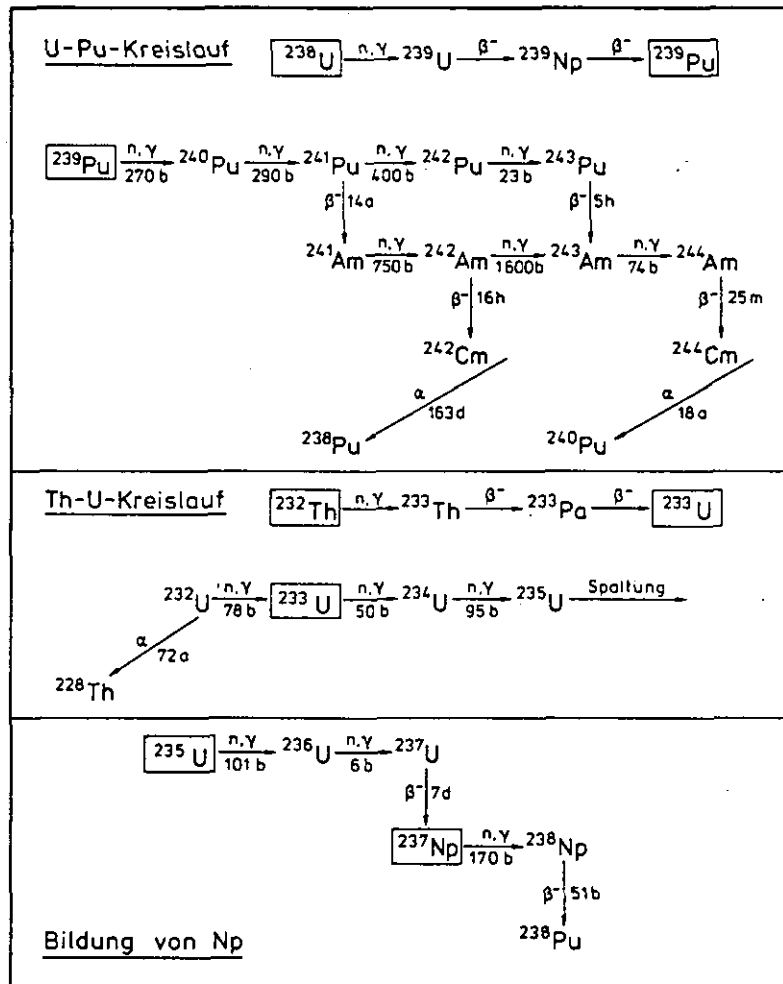 U-Pu-Kreislauf ²³⁸U n,γ ²³⁹U β⁻ ²³⁹Np β⁻ ²³⁹Pu
²³⁹Pu n,γ 270 b ²⁴⁰Pu n,γ 290 b ²⁴¹Pu n,γ 400 b ²⁴²Pu n,γ 23 b ²⁴³Pu
β⁻ 14a β⁻ 5h
²⁴¹Am n,γ 750 b ²⁴²Am n,γ 1600 b ²⁴³Am n,γ 74 b ²⁴⁴Am
β⁻ 16h β⁻ 25m
²⁴²Cm ²⁴⁴Cm
α 163d α 18a
²³⁸Pu ²⁴⁰Pu
Th-U-Kreislauf ²³²Th n,γ ²³³Th β⁻ ²³³Pa β⁻ ²³³U
²³²U n,γ 78 b ²³³U n,γ 50 b ²³⁴U n,γ 95 b ²³⁵U Spaltung
α 72a
²²⁸Th
²³⁵U n,γ 101 b ²³⁶U n,γ 6 b ²³⁷U
β⁻ 7d
²³⁷Np n,γ 170 b ²³⁸Np
β⁻ 51b
²³⁸Pu
Bildung von Np